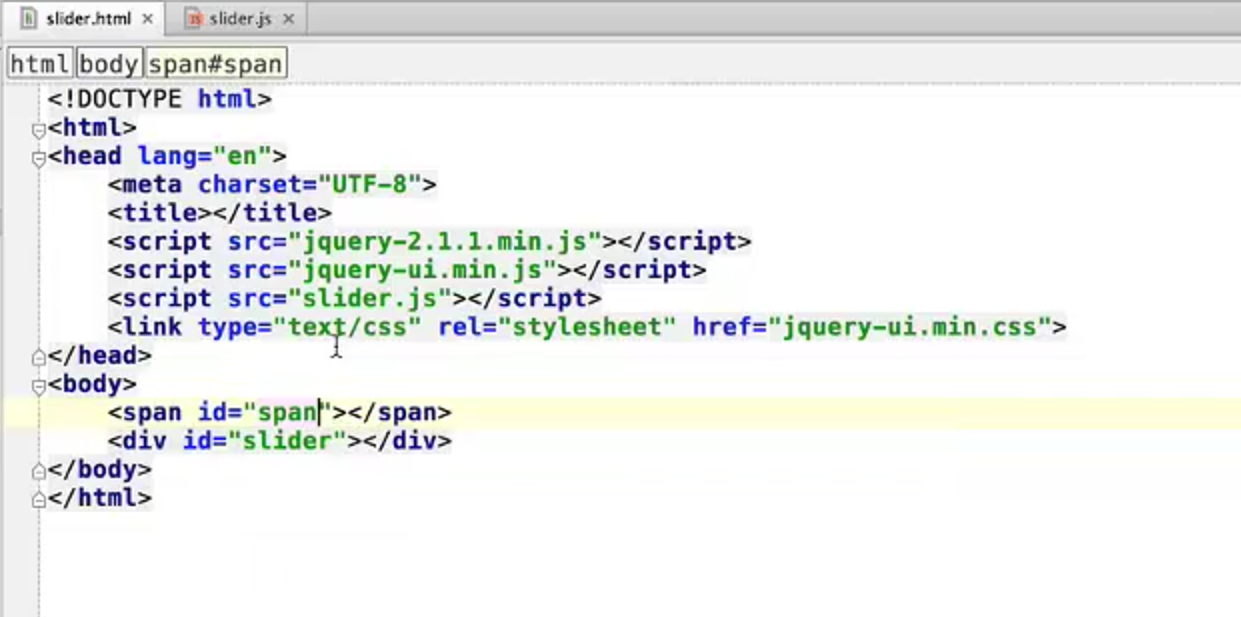 slider.html × slider.js ×
html body span#span
<!DOCTYPE html>
<html>
<head lang="en">
    <meta charset="UTF-8">
    <title></title>
    <script src="jquery-2.1.1.min.js"></script>
    <script src="jquery-ui.min.js"></script>
    <script src="slider.js"></script>
    <link type="text/css" rel="stylesheet" href="jquery-ui.min.css">
</head>
<body>
    <span id="span"></span>
    <div id="slider"></div>
</body>
</html>